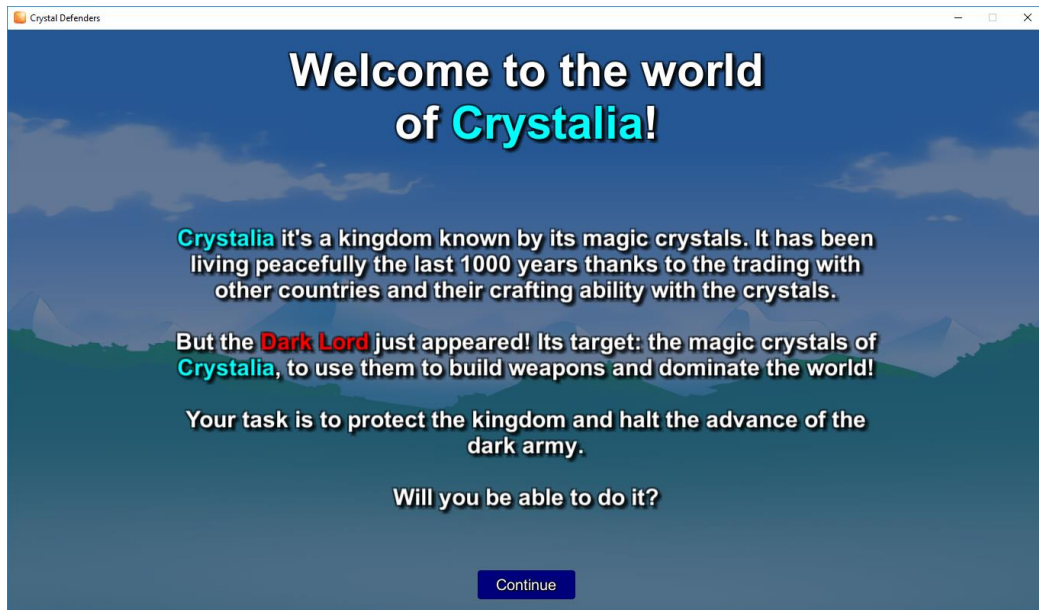 Crystal Defenders
Welcome to the world
of Crystalia!
Crystalia it's a kingdom known by its magic crystals. It has been
living peacefully the last 1000 years thanks to the trading with
other countries and their crafting ability with the crystals.
But the Dark Lord just appeared! Its target: the magic crystals of
Crystalia, to use them to build weapons and dominate the world!
Your task is to protect the kingdom and halt the advance of the
dark army.
Will you be able to do it?
Continue